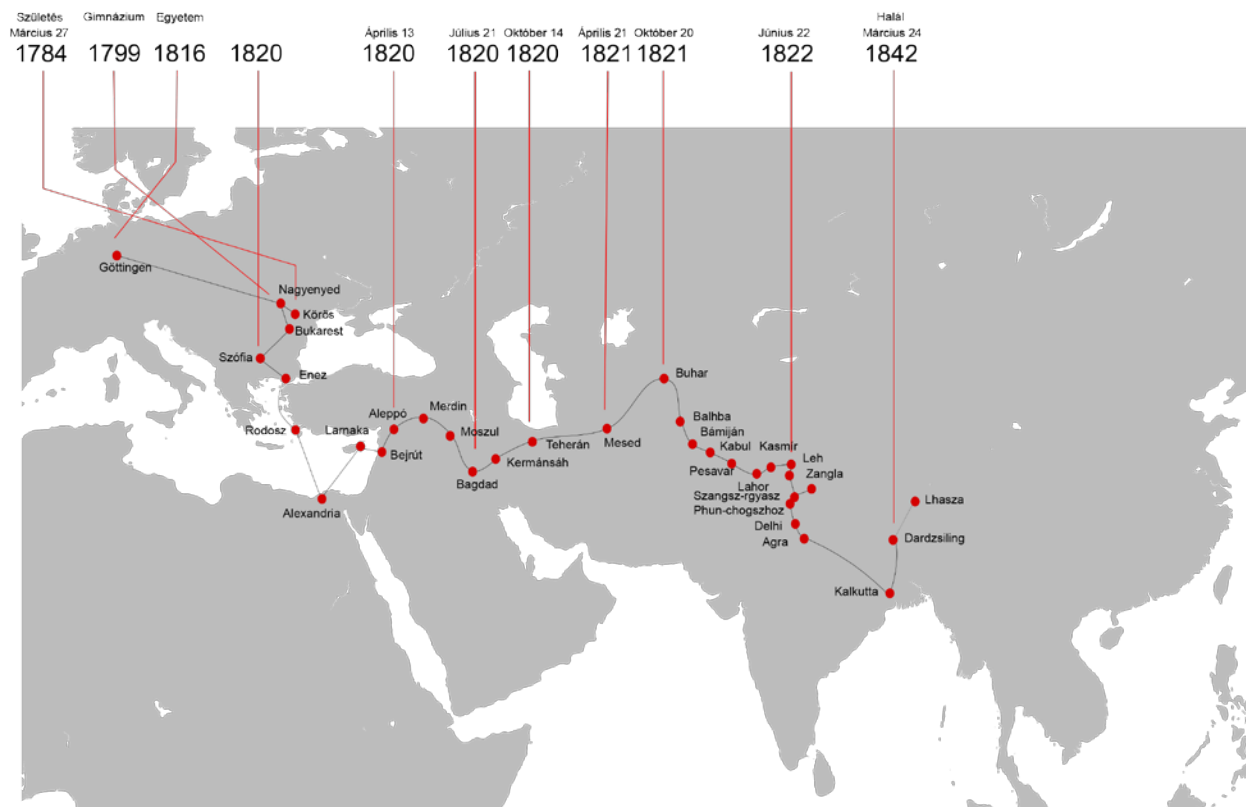 Születés
Március 27
1784
Gimnázium
1799
Egyetem
1816
1820
Április 13
1820
Július 21
1820
Október 14
1820
Április 21
1821
Október 20
1821
Június 22
1822
Halál
Március 24
1842
Göttingen
Nagyenyed
Körös
Bukarest
Szófia
Enez
Rodosz
Alexandria
Larnaka
Bejrút
Aleppó
Merdin
Moszul
Bagdad
Kermánsáh
Teherán
Mesed
Buhar
Balhba
Bámiján
Kabul
Pesavar
Lahor
Kasmír
Leh
Zangla
Szangsz-rgyasz
Phun-chogszhoz
Delhi
Agra
Kalkutta
Dardzsiling
Lhasza